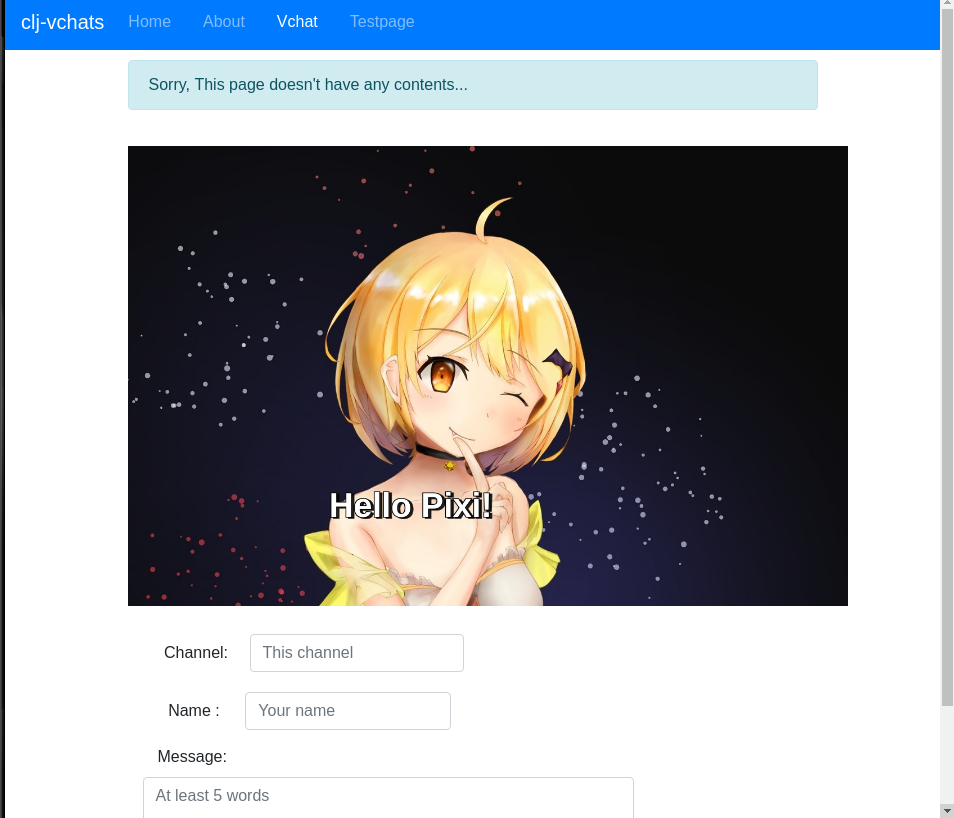 clj-vchats Home About Vchat Testpage
Sorry, This page doesn't have any contents...
Hello Pixi!
Channel: This channel
Name : Your name
Message:
At least 5 words